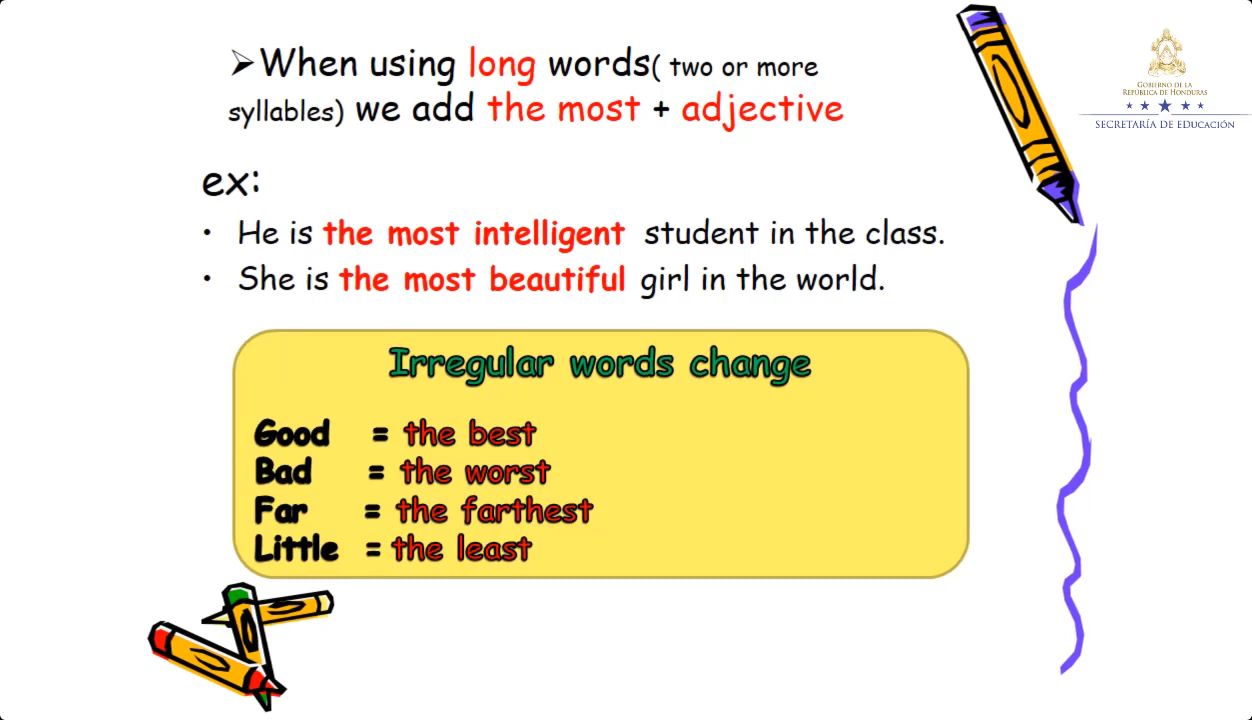 ➢When using long words( two or more
syllables) we add the most + adjective
ex:
• He is the most intelligent student in the class.
• She is the most beautiful girl in the world.
Irregular words change
Good = the best
Bad = the worst
Far = the farthest
Little = the least
GOBIERNO DE LA
REPÚBLICA DE HONDURAS
SECRETARÍA DE EDUCACIÓN